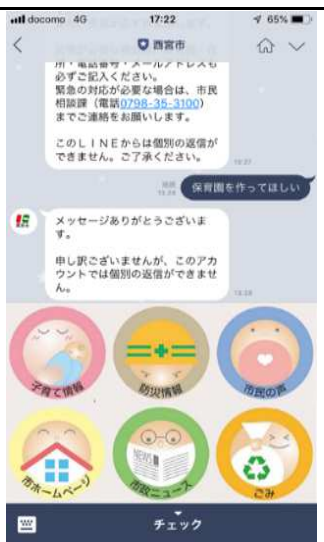 docomo 4G 17:22 65%
西宮市
所・電話番号・メールアドレスも
必ずご記入ください。
緊急の対応が必要な場合は、市民
相談課（電話0798-35-3100）
までご連絡をお願いします。
このＬＩＮＥからは個別の返信が
できません。ご了承ください。
保育園を作ってほしい
メッセージありがとうございま
す。
申し訳ございませんが、このアカ
ウントでは個別の返信ができませ
ん。
子育て情報
防災情報
市民の声
市ホームページ
NEWS
市政ニュース
ごみ
チェック